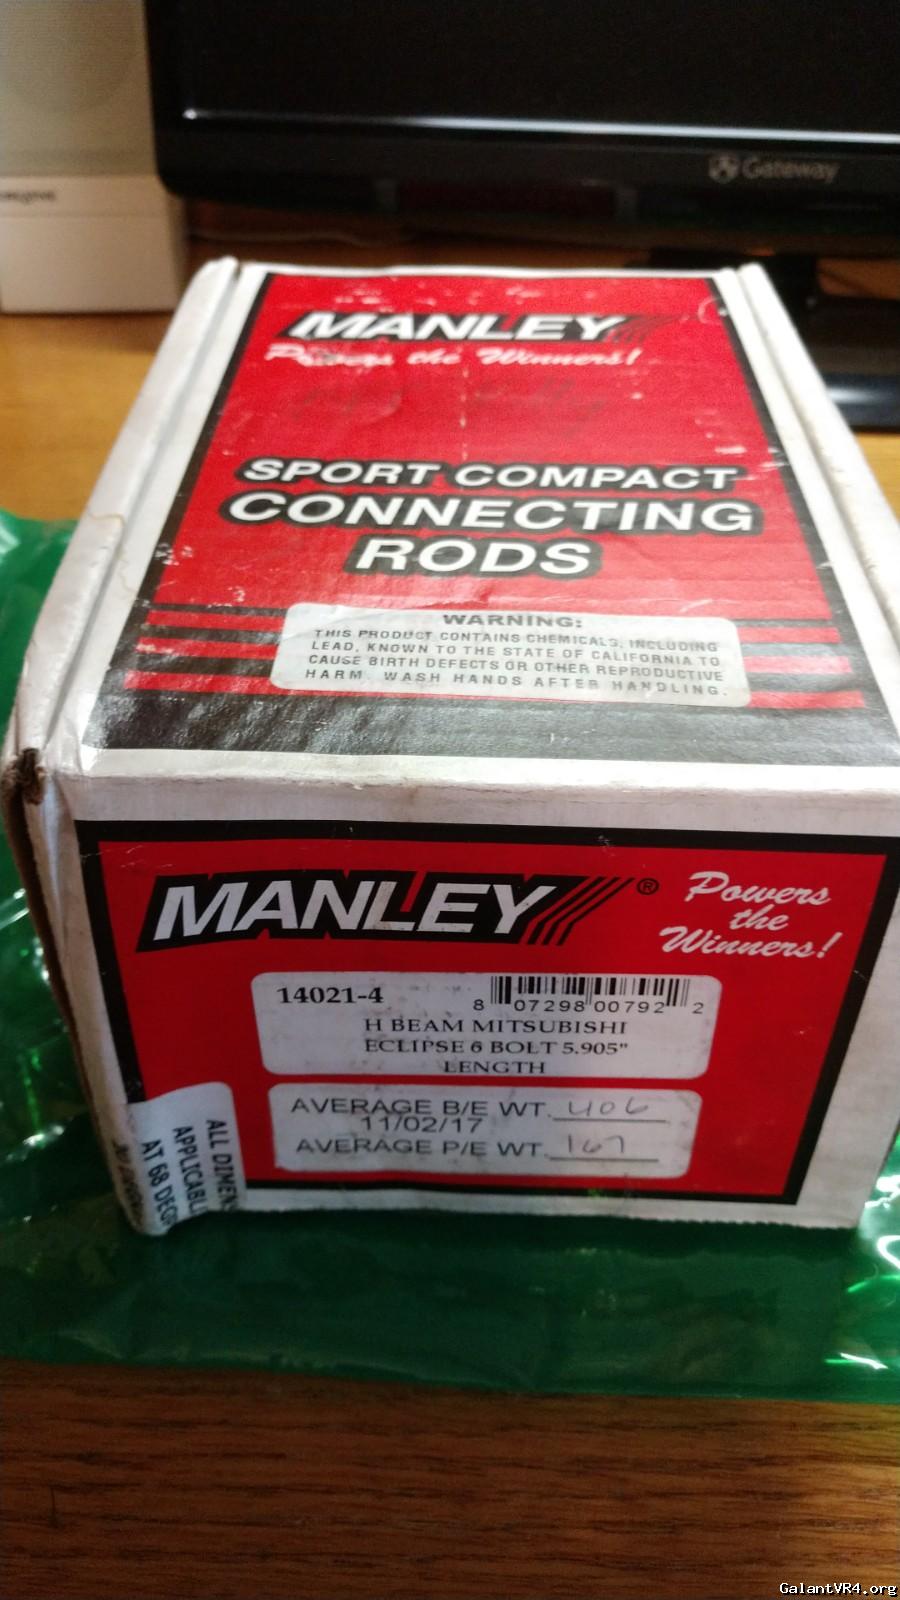 Gateway
MANLEY
Powers the Winners!
SPORT COMPACT
CONNECTING
RODS
WARNING:
THIS PRODUCT CONTAINS CHEMICALS, INCLUDING
LEAD, KNOWN TO THE STATE OF CALIFORNIA TO
CAUSE BIRTH DEFECTS OR OTHER REPRODUCTIVE
HARM. WASH HANDS AFTER HANDLING.
MANLEY®
Powers
the
Winners!
14021-4
8 07298 00792 2
H BEAM MITSUBISHI
ECLIPSE 6 BOLT 5.905"
LENGTH
AVERAGE B/E WT. 406
11/02/17
AVERAGE P/E WT. 167
ALL DIMENS
APPLICABL
AT 68 DEG
GalantVR4.org